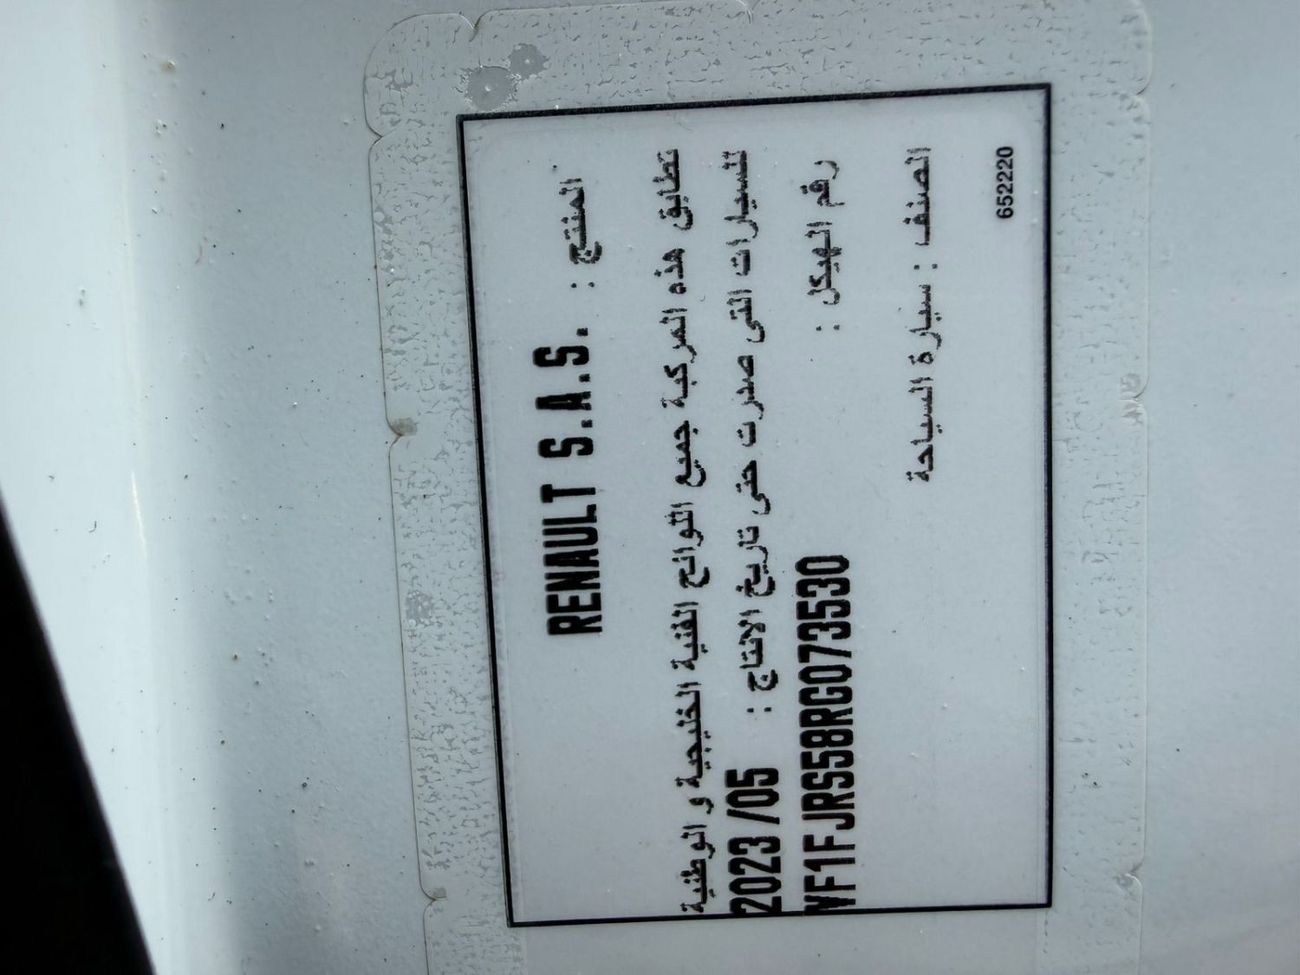 المنتج : RENAULT S.A.S.
تطابق هذه المركبة جميع اللوائح الفنية الخليجية و الوطنية
للسيارات التى صدرت حتى تاريخ الانتاج : 2023 /05
رقم الهيكل : VF1FJRS58RG073530
الصنف : سيارة السياحة
652220